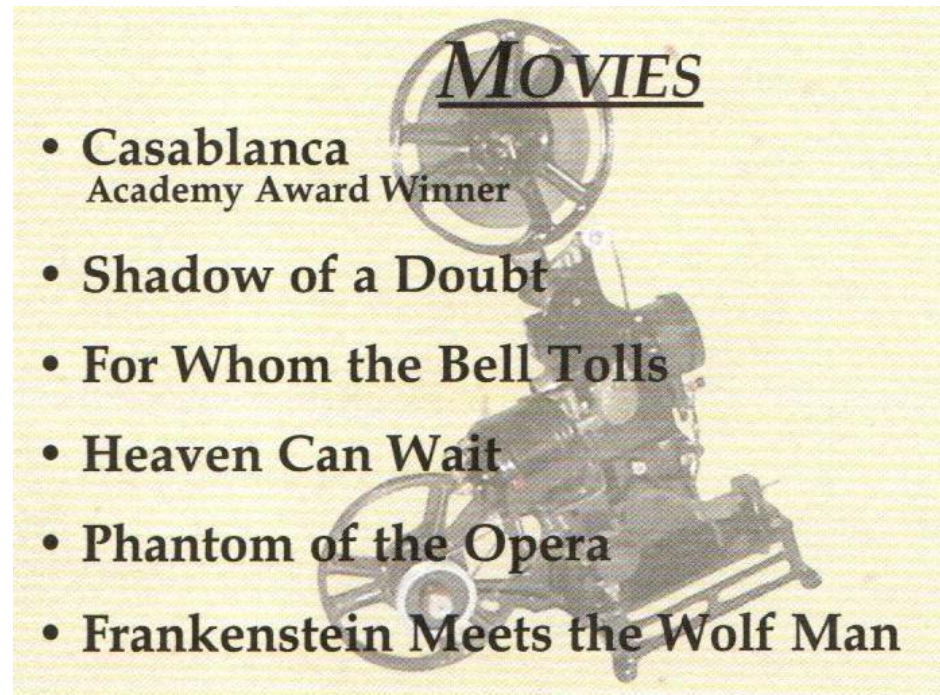 MOVIES
• Casablanca
Academy Award Winner
• Shadow of a Doubt
• For Whom the Bell Tolls
• Heaven Can Wait
• Phantom of the Opera
• Frankenstein Meets the Wolf Man